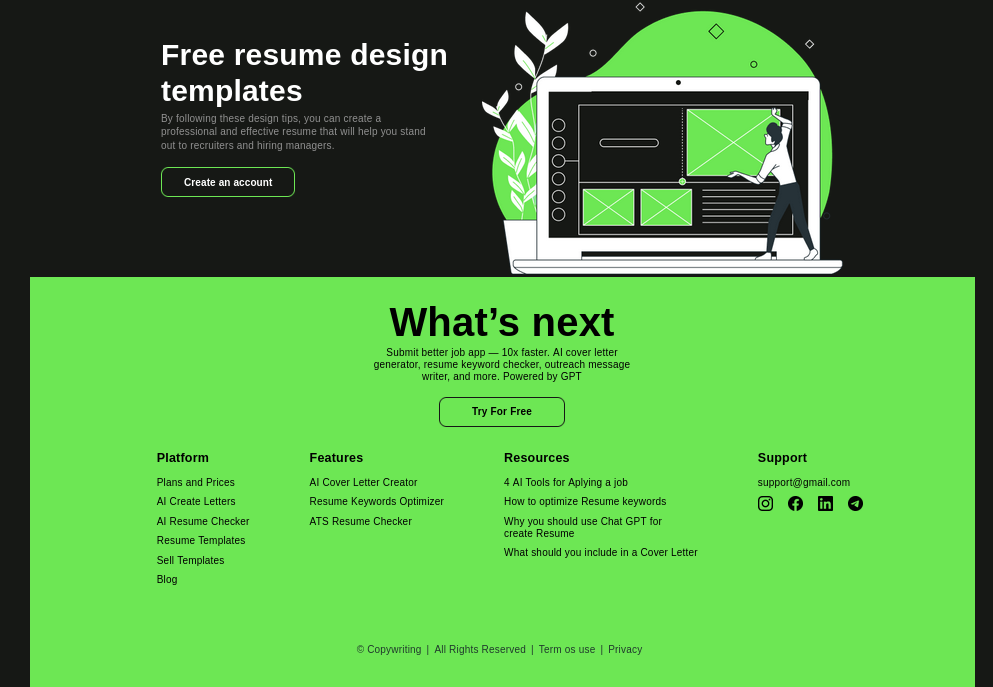 Free resume design
templates
By following these design tips, you can create a
professional and effective resume that will help you stand
out to recruiters and hiring managers.
Create an account
What’s next
Submit better job app — 10x faster. AI cover letter
generator, resume keyword checker, outreach message
writer, and more. Powered by GPT
Try For Free
Platform
Plans and Prices
AI Create Letters
AI Resume Checker
Resume Templates
Sell Templates
Blog
Features
AI Cover Letter Creator
Resume Keywords Optimizer
ATS Resume Checker
Resources
4 AI Tools for Aplying a job
How to optimize Resume keywords
Why you should use Chat GPT for
create Resume
What should you include in a Cover Letter
Support
support@gmail.com
© Copywriting | All Rights Reserved | Term os use | Privacy